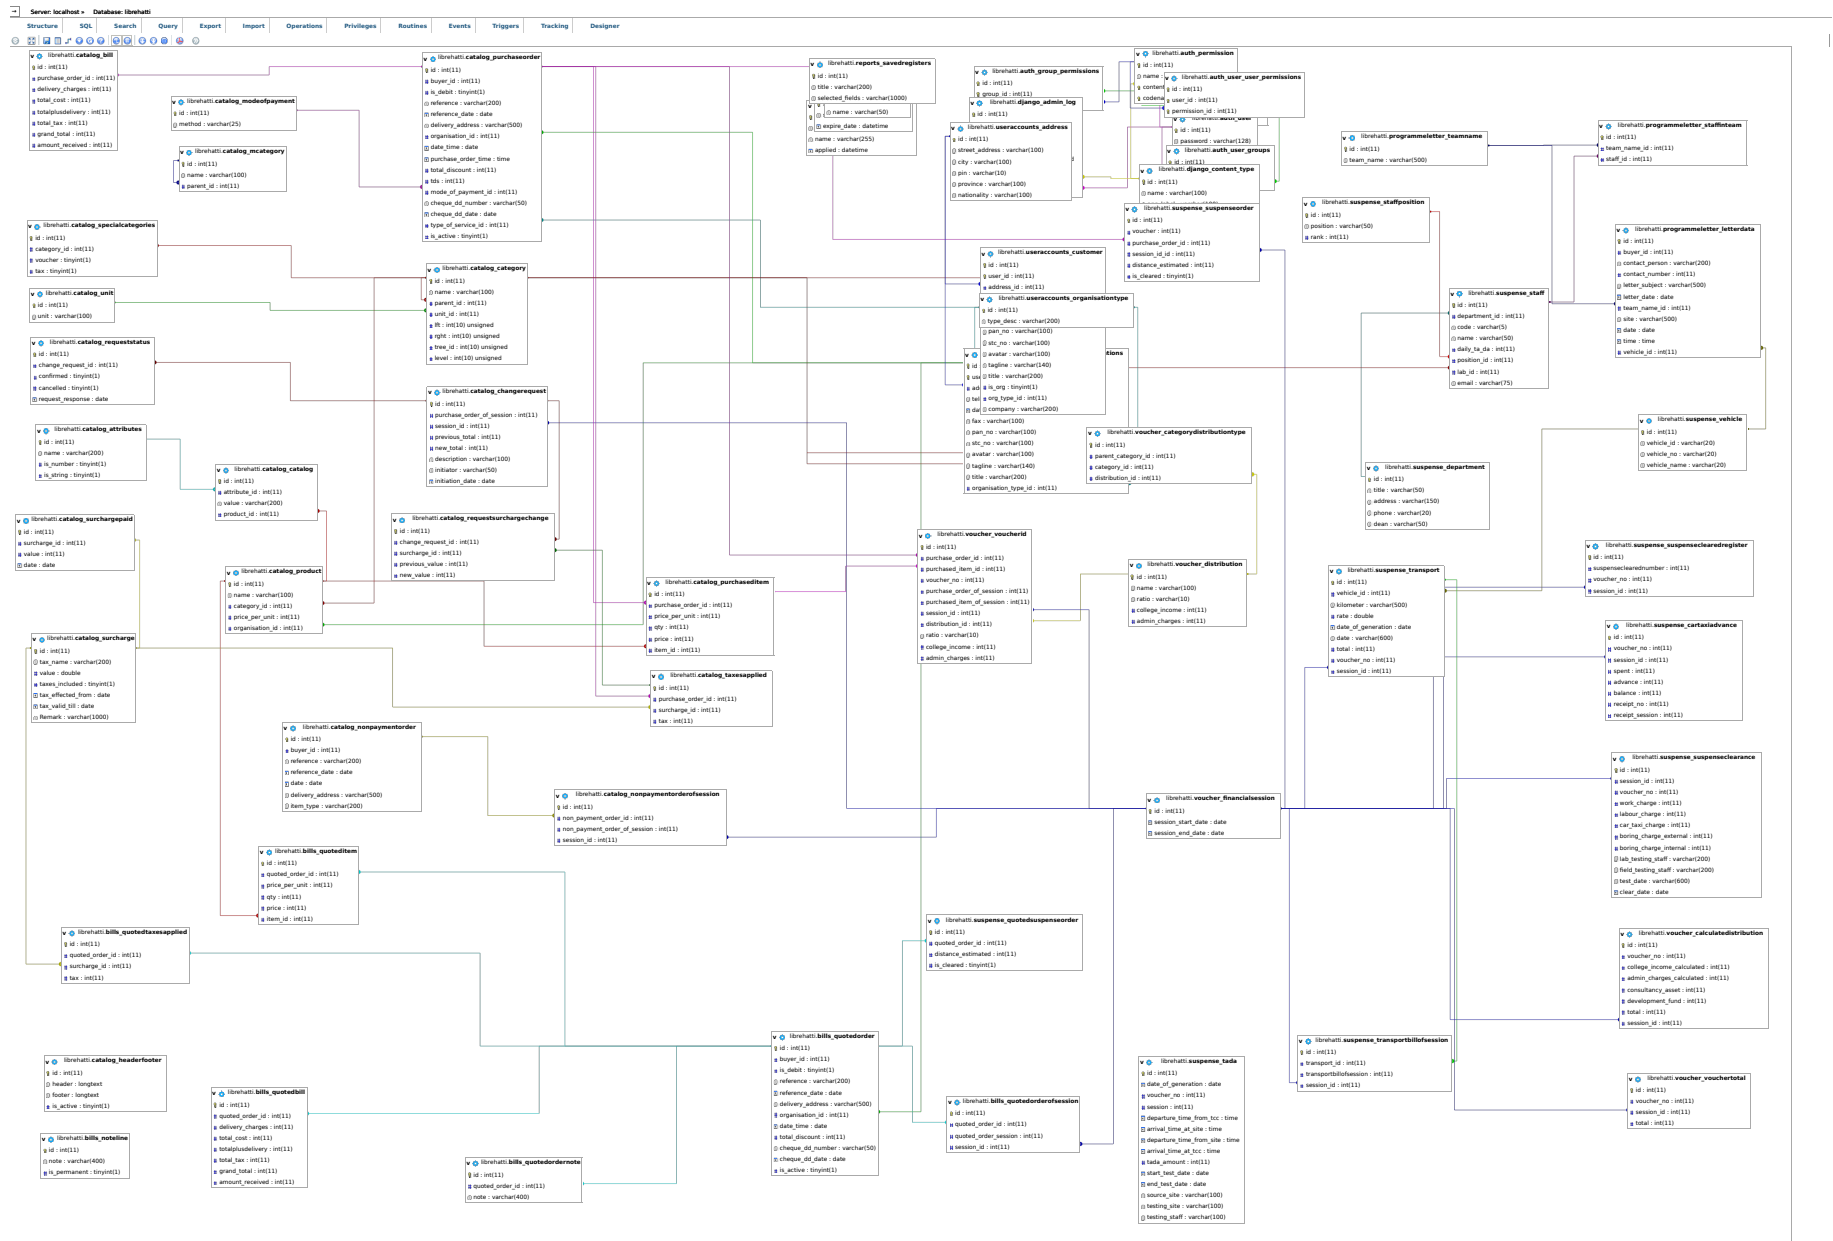 Server: localhost » Database: librehatti
Structure SQL Search Query Export Import Operations Privileges Routines Events Triggers Tracking Designer
librehatti.catalog_bill
id : int(11)
purchase_order_id : int(11)
delivery_charges : int(11)
total_cost : int(11)
totalplusdelivery : int(11)
total_tax : int(11)
grand_total : int(11)
amount_received : int(11)
librehatti.catalog_modeofpayment
id : int(11)
method : varchar(25)
librehatti.catalog_mcategory
id : int(11)
name : varchar(100)
parent_id : int(11)
librehatti.catalog_specialcategories
id : int(11)
category_id : int(11)
voucher : tinyint(1)
tax : tinyint(1)
librehatti.catalog_unit
id : int(11)
unit : varchar(100)
librehatti.catalog_requeststatus
id : int(11)
change_request_id : int(11)
confirmed : tinyint(1)
cancelled : tinyint(1)
request_response : date
librehatti.catalog_attributes
id : int(11)
name : varchar(200)
is_number : tinyint(1)
is_string : tinyint(1)
librehatti.catalog_catalog
id : int(11)
attribute_id : int(11)
value : varchar(200)
product_id : int(11)
librehatti.catalog_surchargepaid
id : int(11)
surcharge_id : int(11)
value : int(11)
date : date
librehatti.catalog_product
id : int(11)
name : varchar(100)
category_id : int(11)
price_per_unit : int(11)
organisation_id : int(11)
librehatti.catalog_surcharge
id : int(11)
tax_name : varchar(200)
value : double
taxes_included : tinyint(1)
tax_effected_from : date
tax_valid_till : date
Remark : varchar(1000)
librehatti.catalog_purchaseorder
id : int(11)
buyer_id : int(11)
is_debit : tinyint(1)
reference : varchar(200)
reference_date : date
delivery_address : varchar(500)
organisation_id : int(11)
date_time : date
purchase_order_time : time
total_discount : int(11)
tds : int(11)
mode_of_payment_id : int(11)
cheque_dd_number : varchar(50)
cheque_dd_date : date
type_of_service_id : int(11)
is_active : tinyint(1)
librehatti.catalog_category
id : int(11)
name : varchar(100)
parent_id : int(11)
unit_id : int(11)
lft : int(10) unsigned
rght : int(10) unsigned
tree_id : int(10) unsigned
level : int(10) unsigned
librehatti.catalog_changerequest
id : int(11)
purchase_order_of_session : int(11)
session_id : int(11)
previous_total : int(11)
new_total : int(11)
description : varchar(100)
initiator : varchar(50)
initiation_date : date
librehatti.catalog_requestsurchargechange
id : int(11)
change_request_id : int(11)
surcharge_id : int(11)
previous_value : int(11)
new_value : int(11)
librehatti.catalog_purchaseditem
id : int(11)
purchase_order_id : int(11)
price_per_unit : int(11)
qty : int(11)
price : int(11)
item_id : int(11)
librehatti.catalog_taxesapplied
id : int(11)
purchase_order_id : int(11)
surcharge_id : int(11)
tax : int(11)
librehatti.catalog_nonpaymentorder
id : int(11)
buyer_id : int(11)
reference : varchar(200)
reference_date : date
date : date
delivery_address : varchar(500)
item_type : varchar(200)
librehatti.catalog_nonpaymentorderofsession
id : int(11)
non_payment_order_id : int(11)
non_payment_order_of_session : int(11)
session_id : int(11)
librehatti.bills_quoteditem
id : int(11)
quoted_order_id : int(11)
price_per_unit : int(11)
qty : int(11)
price : int(11)
item_id : int(11)
librehatti.bills_quotedtaxesapplied
id : int(11)
quoted_order_id : int(11)
surcharge_id : int(11)
tax : int(11)
librehatti.catalog_headerfooter
id : int(11)
header : longtext
footer : longtext
is_active : tinyint(1)
librehatti.bills_noteline
id : int(11)
note : varchar(400)
is_permanent : tinyint(1)
librehatti.bills_quotedbill
id : int(11)
quoted_order_id : int(11)
delivery_charges : int(11)
total_cost : int(11)
totalplusdelivery : int(11)
total_tax : int(11)
grand_total : int(11)
amount_received : int(11)
librehatti.bills_quotedordernote
id : int(11)
quoted_order_id : int(11)
note : varchar(400)
librehatti.bills_quotedorder
id : int(11)
buyer_id : int(11)
is_debit : tinyint(1)
reference : varchar(200)
reference_date : date
delivery_address : varchar(500)
organisation_id : int(11)
date_time : date
total_discount : int(11)
cheque_dd_number : varchar(50)
cheque_dd_date : date
is_active : tinyint(1)
librehatti.bills_quotedorderofsession
id : int(11)
quoted_order_id : int(11)
quoted_order_session : int(11)
session_id : int(11)
librehatti.suspense_quotedsuspenseorder
id : int(11)
quoted_order_id : int(11)
distance_estimated : int(11)
is_cleared : tinyint(1)
librehatti.reports_savedregisters
id : int(11)
title : varchar(200)
selected_fields : varchar(1000)
name : varchar(50)
expire_date : datetime
name : varchar(255)
applied : datetime
librehatti.auth_group_permissions
id : int(11)
group_id : int(11)
librehatti.django_admin_log
librehatti.useraccounts_address
id : int(11)
street_address : varchar(100)
city : varchar(100)
pin : varchar(10)
province : varchar(100)
nationality : varchar(100)
librehatti.auth_permission
id : int(11)
name :
librehatti.auth_user_user_permissions
id : int(11)
user_id : int(11)
permission_id : int(11)
password : varchar(128)
librehatti.auth_user_groups
id : int(11)
librehatti.django_content_type
id : int(11)
name : varchar(100)
librehatti.suspense_suspenseorder
id : int(11)
voucher : int(11)
purchase_order_id : int(11)
session_id_id : int(11)
distance_estimated : int(11)
is_cleared : tinyint(1)
librehatti.useraccounts_customer
id : int(11)
user_id : int(11)
address_id : int(11)
librehatti.useraccounts_organisationtype
id : int(11)
type_desc : varchar(200)
pan_no : varchar(100)
stc_no : varchar(100)
avatar : varchar(100)
tagline : varchar(140)
title : varchar(200)
is_org : tinyint(1)
org_type_id : int(11)
company : varchar(200)
fax : varchar(100)
pan_no : varchar(100)
stc_no : varchar(100)
avatar : varchar(100)
tagline : varchar(140)
title : varchar(200)
organisation_type_id : int(11)
librehatti.voucher_categorydistributiontype
id : int(11)
parent_category_id : int(11)
category_id : int(11)
distribution_id : int(11)
librehatti.voucher_voucherid
id : int(11)
purchase_order_id : int(11)
purchased_item_id : int(11)
voucher_no : int(11)
purchase_order_of_session : int(11)
purchased_item_of_session : int(11)
session_id : int(11)
distribution_id : int(11)
ratio : varchar(10)
college_income : int(11)
admin_charges : int(11)
librehatti.voucher_distribution
id : int(11)
name : varchar(100)
ratio : varchar(10)
college_income : int(11)
admin_charges : int(11)
librehatti.voucher_financialsession
id : int(11)
session_start_date : date
session_end_date : date
librehatti.suspense_tada
id : int(11)
date_of_generation : date
voucher_no : int(11)
session : int(11)
departure_time_from_tcc : time
arrival_time_at_site : time
departure_time_from_site : time
arrival_time_at_tcc : time
tada_amount : int(11)
start_test_date : date
end_test_date : date
source_site : varchar(100)
testing_site : varchar(100)
testing_staff : varchar(100)
librehatti.programmeletter_teamname
id : int(11)
team_name : varchar(500)
librehatti.programmeletter_staffinteam
id : int(11)
team_name_id : int(11)
staff_id : int(11)
librehatti.suspense_staffposition
id : int(11)
position : varchar(50)
rank : int(11)
librehatti.programmeletter_letterdata
id : int(11)
buyer_id : int(11)
contact_person : varchar(200)
contact_number : int(11)
letter_subject : varchar(500)
letter_date : date
team_name_id : int(11)
site : varchar(500)
date : date
time : time
vehicle_id : int(11)
librehatti.suspense_staff
id : int(11)
department_id : int(11)
code : varchar(5)
name : varchar(50)
daily_ta_da : int(11)
position_id : int(11)
lab_id : int(11)
email : varchar(75)
librehatti.suspense_vehicle
id : int(11)
vehicle_id : varchar(20)
vehicle_no : varchar(20)
vehicle_name : varchar(20)
librehatti.suspense_department
id : int(11)
title : varchar(50)
address : varchar(150)
phone : varchar(20)
dean : varchar(50)
librehatti.suspense_suspenseclearedregister
id : int(11)
suspenseclearednumber : int(11)
voucher_no : int(11)
session_id : int(11)
librehatti.suspense_transport
id : int(11)
vehicle_id : int(11)
kilometer : varchar(500)
rate : double
date_of_generation : date
date : varchar(600)
total : int(11)
voucher_no : int(11)
session_id : int(11)
librehatti.suspense_cartaxiadvance
id : int(11)
voucher_no : int(11)
session_id : int(11)
spent : int(11)
advance : int(11)
balance : int(11)
receipt_no : int(11)
receipt_session : int(11)
librehatti.suspense_suspenseclearance
id : int(11)
session_id : int(11)
voucher_no : int(11)
work_charge : int(11)
labour_charge : int(11)
car_taxi_charge : int(11)
boring_charge_external : int(11)
boring_charge_internal : int(11)
lab_testing_staff : varchar(200)
field_testing_staff : varchar(200)
test_date : varchar(600)
clear_date : date
librehatti.voucher_calculatedistribution
id : int(11)
voucher_no : int(11)
college_income_calculated : int(11)
admin_charges_calculated : int(11)
consultancy_asset : int(11)
development_fund : int(11)
total : int(11)
session_id : int(11)
librehatti.suspense_transportbillofsession
id : int(11)
transport_id : int(11)
transportbillofsession : int(11)
session_id : int(11)
librehatti.voucher_vouchertotal
id : int(11)
voucher_no : int(11)
session_id : int(11)
total : int(11)